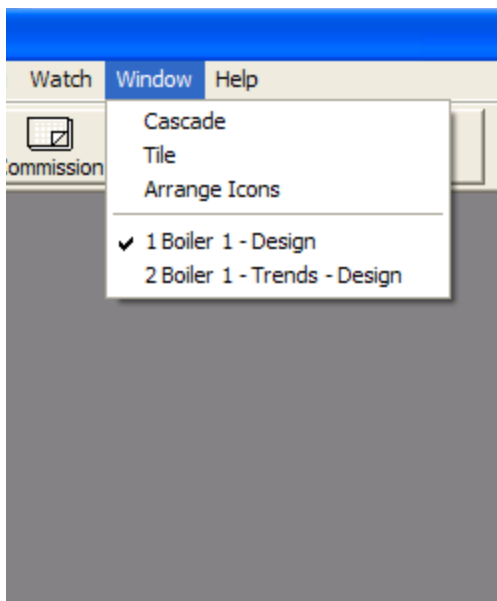 Watch Window Help
ommission
Cascade
Tile
Arrange Icons
1 Boiler 1 - Design
2 Boiler 1 - Trends - Design